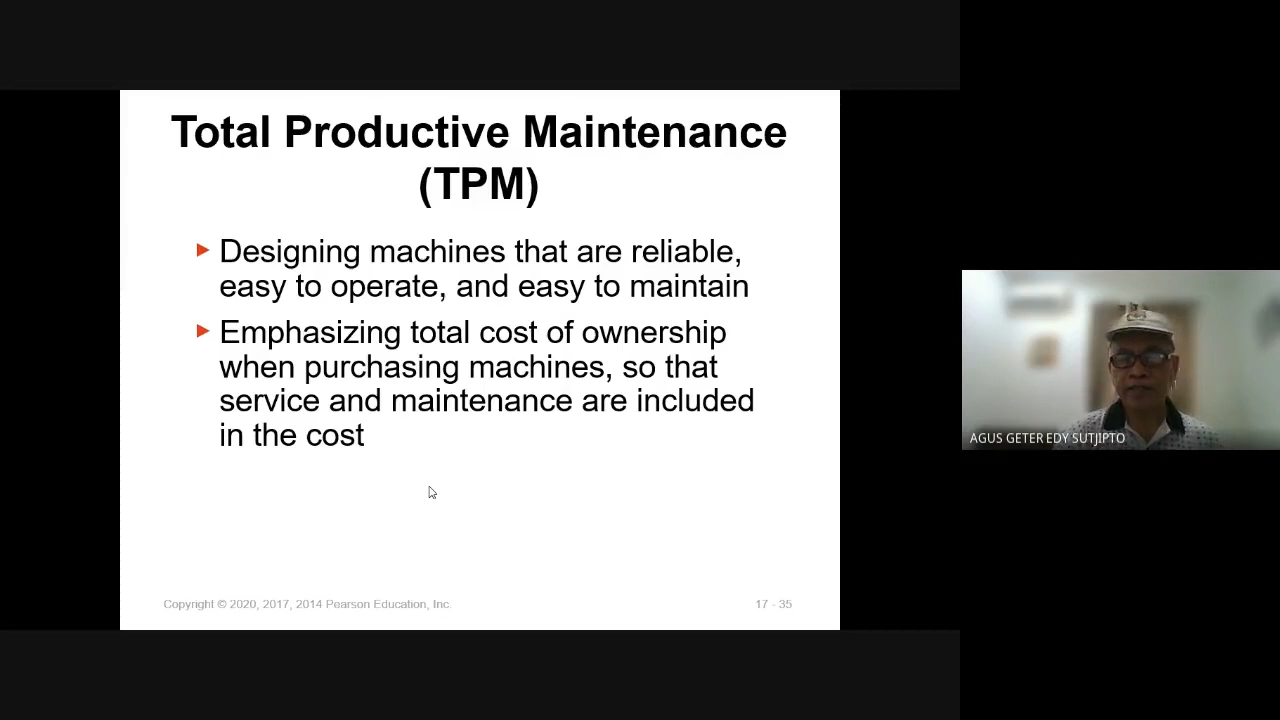 Total Productive Maintenance
(TPM)
Designing machines that are reliable,
easy to operate, and easy to maintain
Emphasizing total cost of ownership
when purchasing machines, so that
service and maintenance are included
in the cost
Copyright © 2020, 2017, 2014 Pearson Education, Inc.
17 - 35
AGUS GETER EDY SUTJIPTO